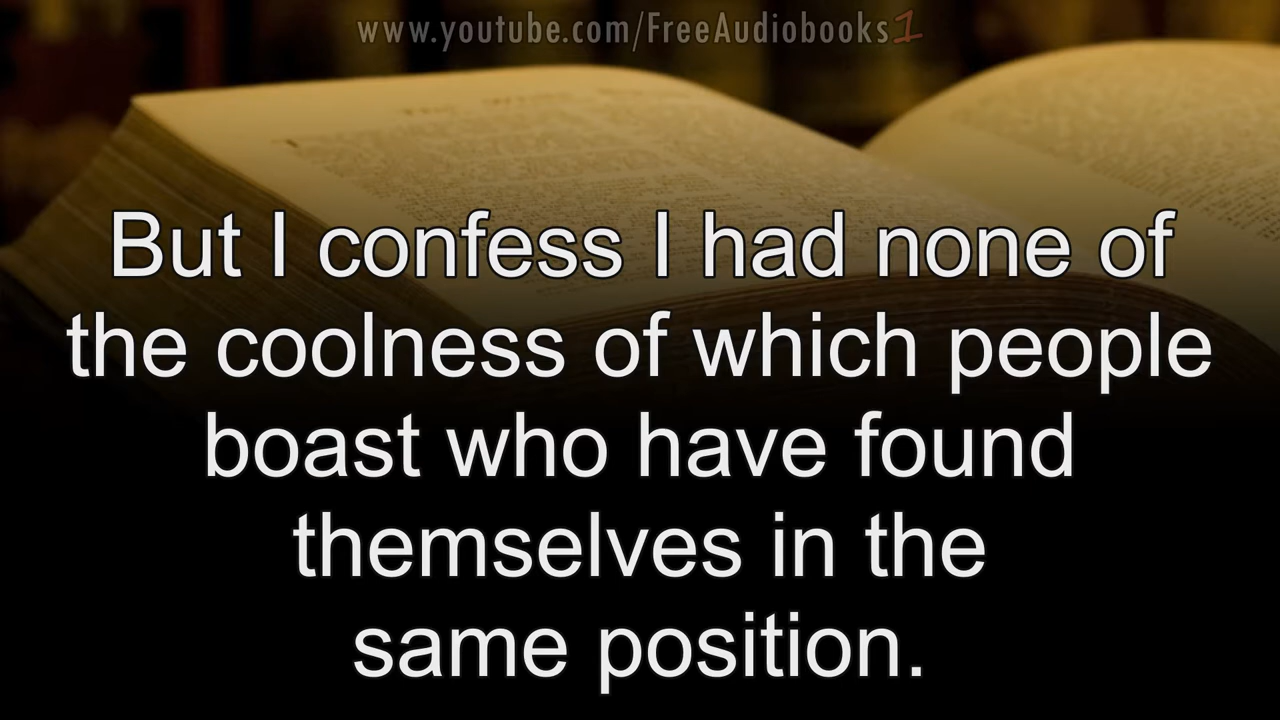 www.youtube.com/FreeAudiobooks1
But I confess I had none of
the coolness of which people
boast who have found
themselves in the
same position.